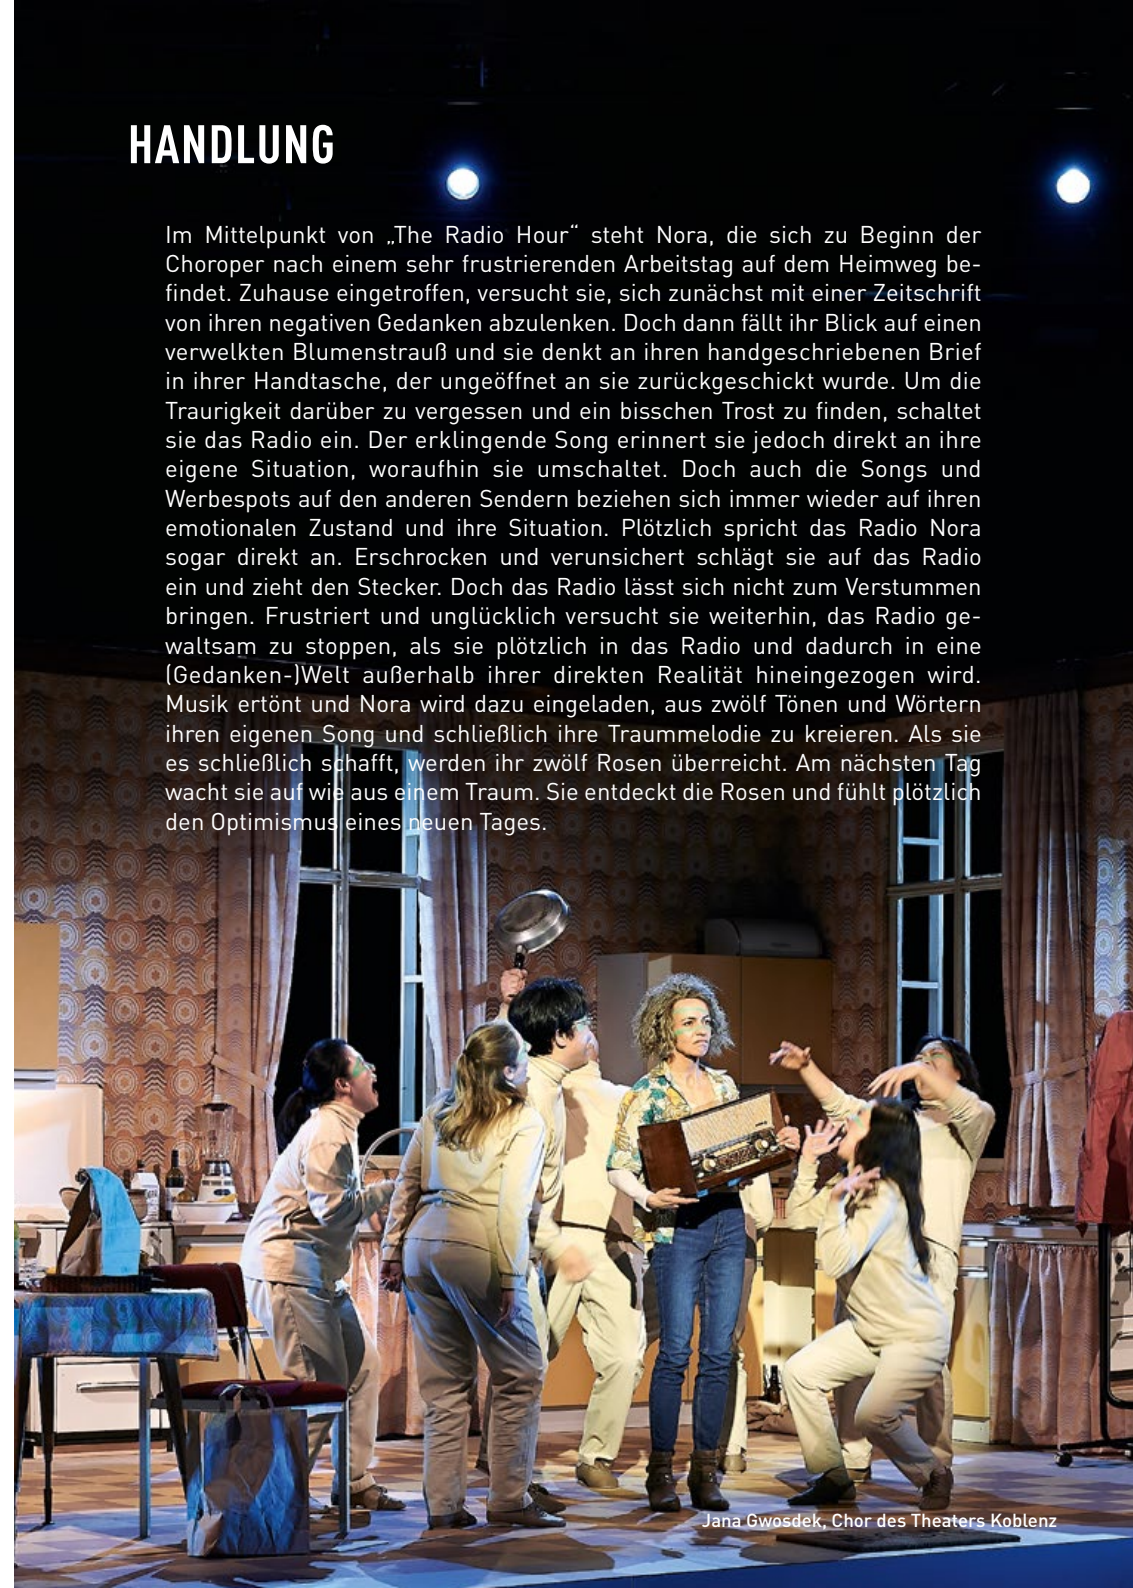 HANDLUNG
Im Mittelpunkt von „The Radio Hour“ steht Nora, die sich zu Beginn der
Choroper nach einem sehr frustrierenden Arbeitstag auf dem Heimweg be-
findet. Zuhause eingetroffen, versucht sie, sich zunächst mit einer Zeitschrift
von ihren negativen Gedanken abzulenken. Doch dann fällt ihr Blick auf einen
verwelkten Blumenstrauß und sie denkt an ihren handgeschriebenen Brief
in ihrer Handtasche, der ungeöffnet an sie zurückgeschickt wurde. Um die
Traurigkeit darüber zu vergessen und ein bisschen Trost zu finden, schaltet
sie das Radio ein. Der erklingende Song erinnert sie jedoch direkt an ihre
eigene Situation, woraufhin sie umschaltet. Doch auch die Songs und
Werbespots auf den anderen Sendern beziehen sich immer wieder auf ihren
emotionalen Zustand und ihre Situation. Plötzlich spricht das Radio Nora
sogar direkt an. Erschrocken und verunsichert schlägt sie auf das Radio
ein und zieht den Stecker. Doch das Radio lässt sich nicht zum Verstummen
bringen. Frustriert und unglücklich versucht sie weiterhin, das Radio ge-
waltsam zu stoppen, als sie plötzlich in das Radio und dadurch in eine
(Gedanken-)Welt außerhalb ihrer direkten Realität hineingezogen wird.
Musik ertönt und Nora wird dazu eingeladen, aus zwölf Tönen und Wörtern
ihren eigenen Song und schließlich ihre Traummelodie zu kreieren. Als sie
es schließlich schafft, werden ihr zwölf Rosen überreicht. Am nächsten Tag
wacht sie auf wie aus einem Traum. Sie entdeckt die Rosen und fühlt plötzlich
den Optimismus eines neuen Tages.
Jana Gwosdek, Chor des Theaters Koblenz